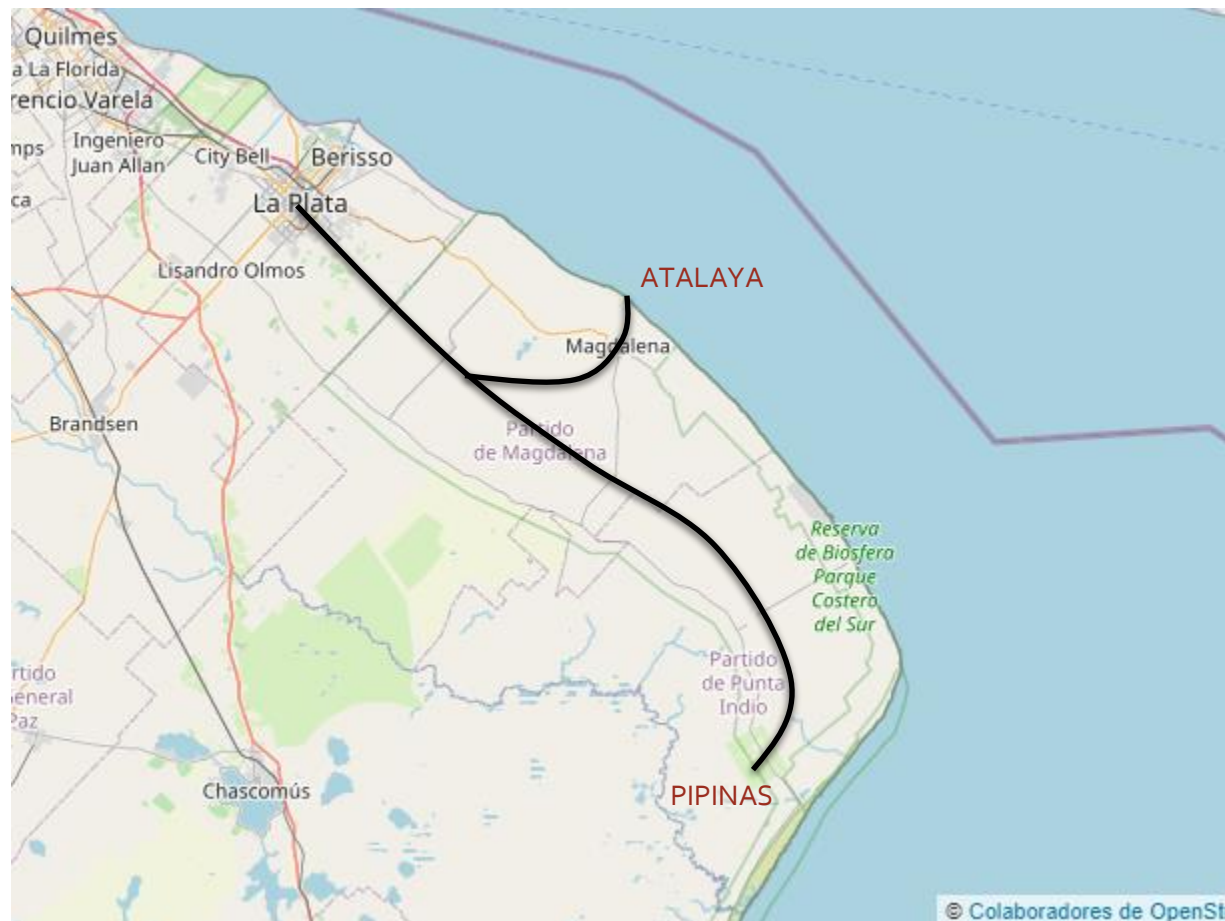 Quilmes
a La Florida
rencio Varela
Ingeniero
Juan Allan
City Bell
Berisso
mps
ca
La Plata
Lisandro Olmos
ATALAYA
Magdalena
Brandsen
Partido
de Magdalena
Reserva
de Biosfera
Parque
Costero
del Sur
Partido
de Punta
Indio
rtido
General
Paz
Chascomús
PIPINAS
© Colaboradores de OpenSt